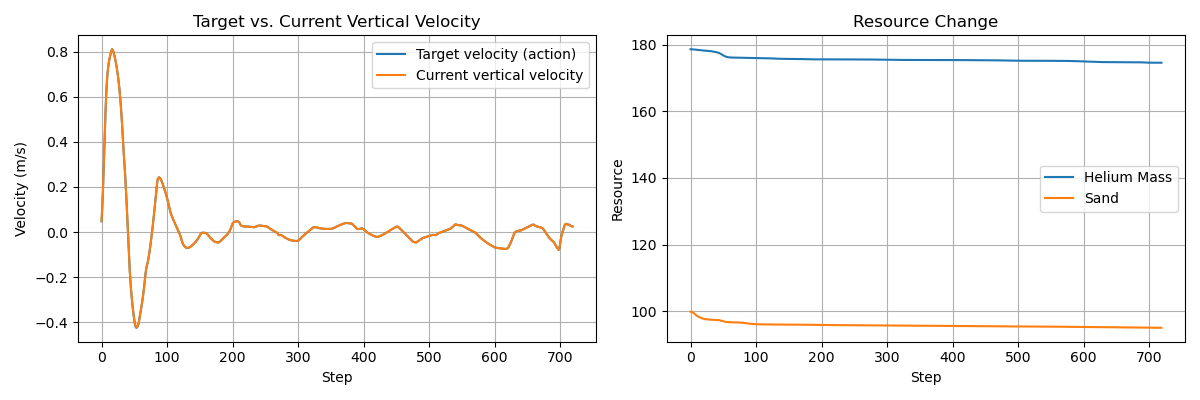 Target vs. Current Vertical Velocity
Velocity (m/s)
0.8
0.6
0.4
0.2
0.0
−0.2
−0.4
Target velocity (action)
Current vertical velocity
0 100 200 300 400 500 600 700
Step
Resource Change
Resource
180
160
140
120
100
Helium Mass
Sand
0 100 200 300 400 500 600 700
Step